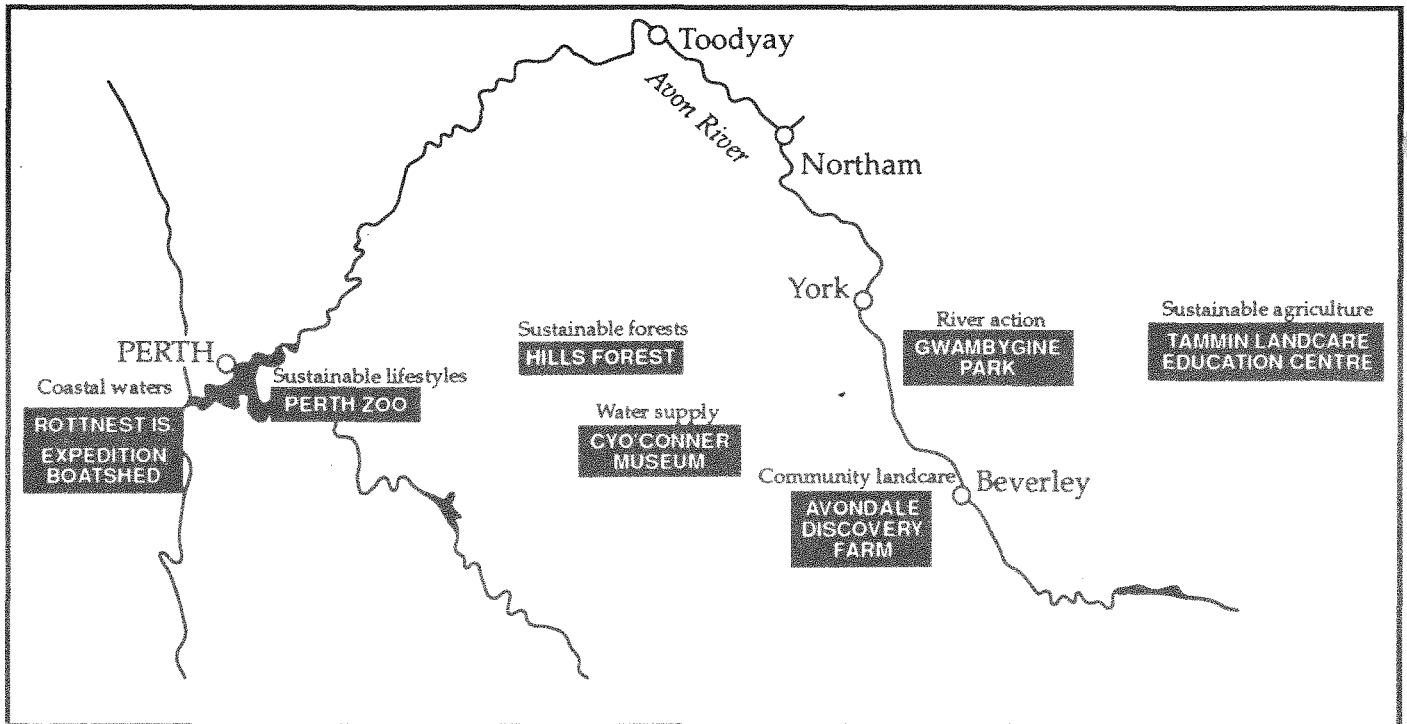 Toodyay
Avon River
Northam
York
River action
GWAMBYGINE
PARK
Sustainable agriculture
TAMMIN LANDCARE
EDUCATION CENTRE
Sustainable forests
HILLS FOREST
PERTH
Coastal waters
ROTTNEST IS
EXPEDITION
BOATSHED
Sustainable lifestyles
PERTH ZOO
Water supply
CYO CONNER
MUSEUM
Community landcare
AVONDALE
DISCOVERY
FARM
Beverley